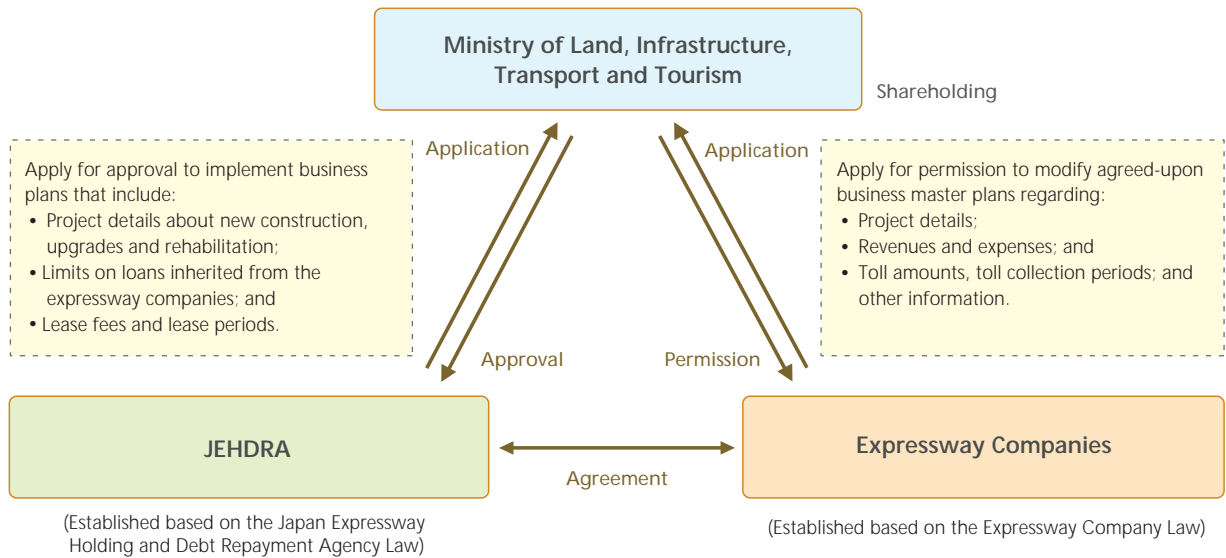 Ministry of Land, Infrastructure,
Transport and Tourism
Shareholding
Application
Application
Apply for approval to implement business
plans that include:
• Project details about new construction,
upgrades and rehabilitation;
• Limits on loans inherited from the
expressway companies; and
• Lease fees and lease periods.
Apply for permission to modify agreed-upon
business master plans regarding:
• Project details;
• Revenues and expenses; and
• Toll amounts, toll collection periods; and
other information.
Approval
Permission
JEHDRA
Expressway Companies
Agreement
(Established based on the Japan Expressway
Holding and Debt Repayment Agency Law)
(Established based on the Expressway Company Law)